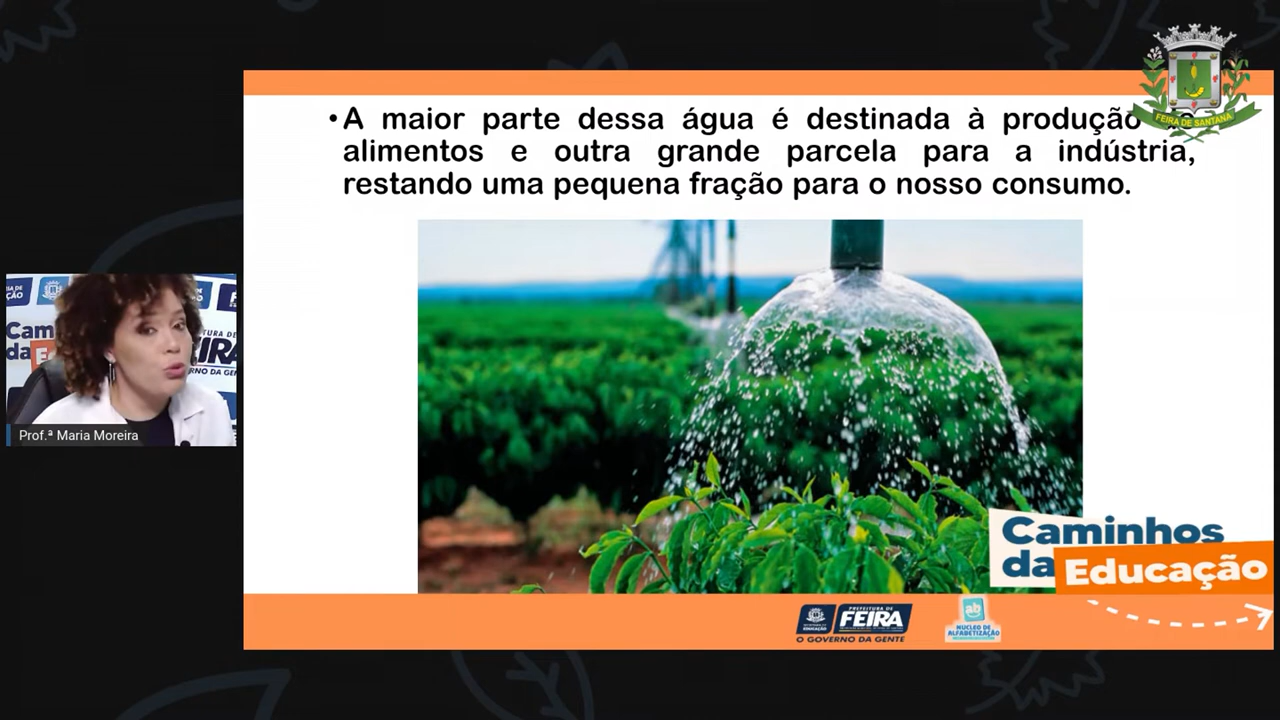 FEIRA DE SANTANA
• A maior parte dessa água é destinada à produção
alimentos e outra grande parcela para a indústria,
restando uma pequena fração para o nosso consumo.
Prof.ª Maria Moreira
Caminhos
da Educação
PREFEITURA DE
FEIRA
EDUCAÇÃO
O GOVERNO DA GENTE
NÚCLEO DE
ALFABETIZAÇÃO